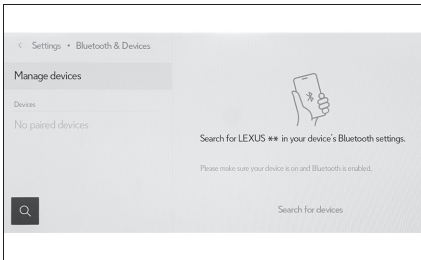 Settings • Bluetooth & Devices
Manage devices
Devices
No paired devices
Search for LEXUS ** in your device's Bluetooth settings.
Please make sure your device is on and Bluetooth is enabled.
Search for devices